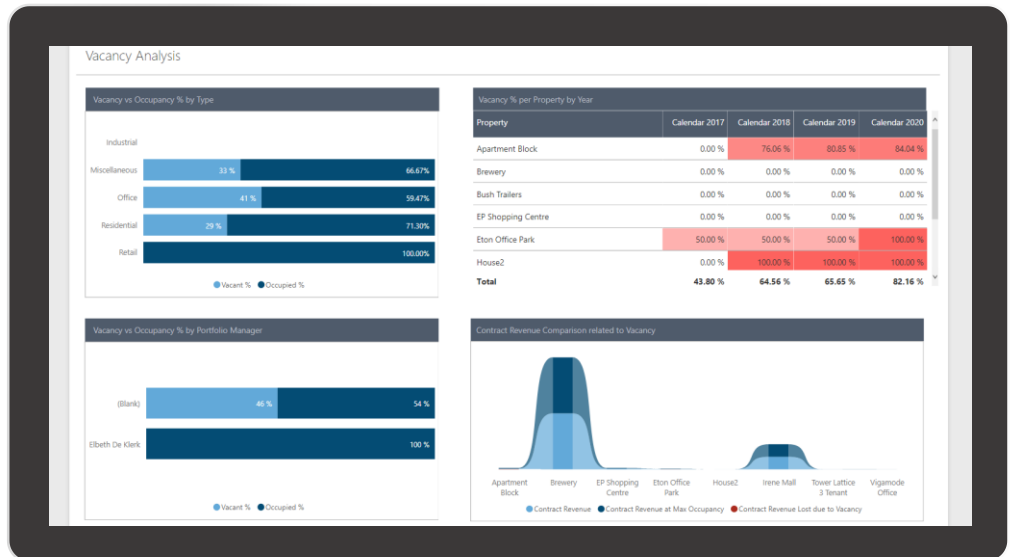 Vacancy Analysis
Vacancy vs Occupancy % by Type
Industrial
Miscellaneous 33 % 66.67%
Office 41 % 59.47%
Residential 29 % 71.30%
Retail 100.00%
Vacant % Occupied %
Vacancy % per Property by Year
Property Calendar 2017 Calendar 2018 Calendar 2019 Calendar 2020
Apartment Block 0.00 % 76.06 % 80.85 % 84.04 %
Brewery 0.00 % 0.00 % 0.00 % 0.00 %
Bush Trailers 0.00 % 0.00 % 0.00 % 0.00 %
EP Shopping Centre 0.00 % 0.00 % 0.00 % 0.00 %
Eton Office Park 50.00 % 50.00 % 50.00 % 100.00 %
House2 0.00 % 100.00 % 100.00 % 100.00 %
Total 43.80 % 64.56 % 65.65 % 82.16 %
Vacancy vs Occupancy % by Portfolio Manager
(Blank) 46 % 54 %
Elbeth De Klerk 100 %
Vacant % Occupied %
Contract Revenue Comparison related to Vacancy
Apartment Brewery EP Shopping Eton Office House2 Irene Mall Tower Lattice Vigamode
Block Centre Park 3 Tenant Office
Contract Revenue Contract Revenue at Max Occupancy Contract Revenue Lost due to Vacancy